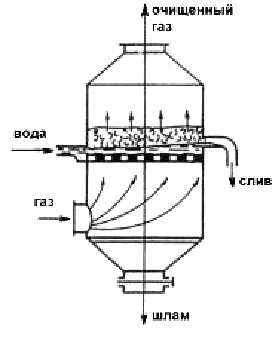 очищенный
газ
вода
слив
газ
шлам